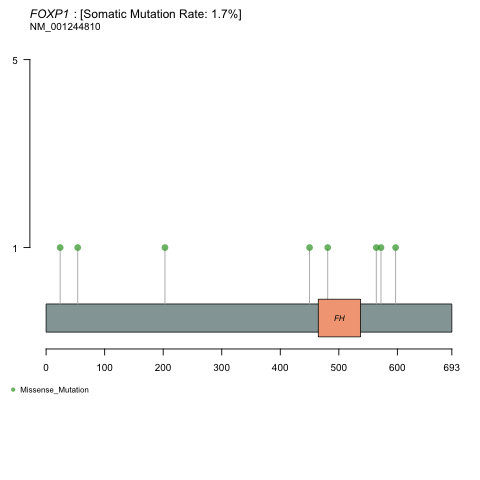 FOXP1 : [Somatic Mutation Rate: 1.7%]
NM_001244810
5
1
FH
0 100 200 300 400 500 600 693
Missense_Mutation